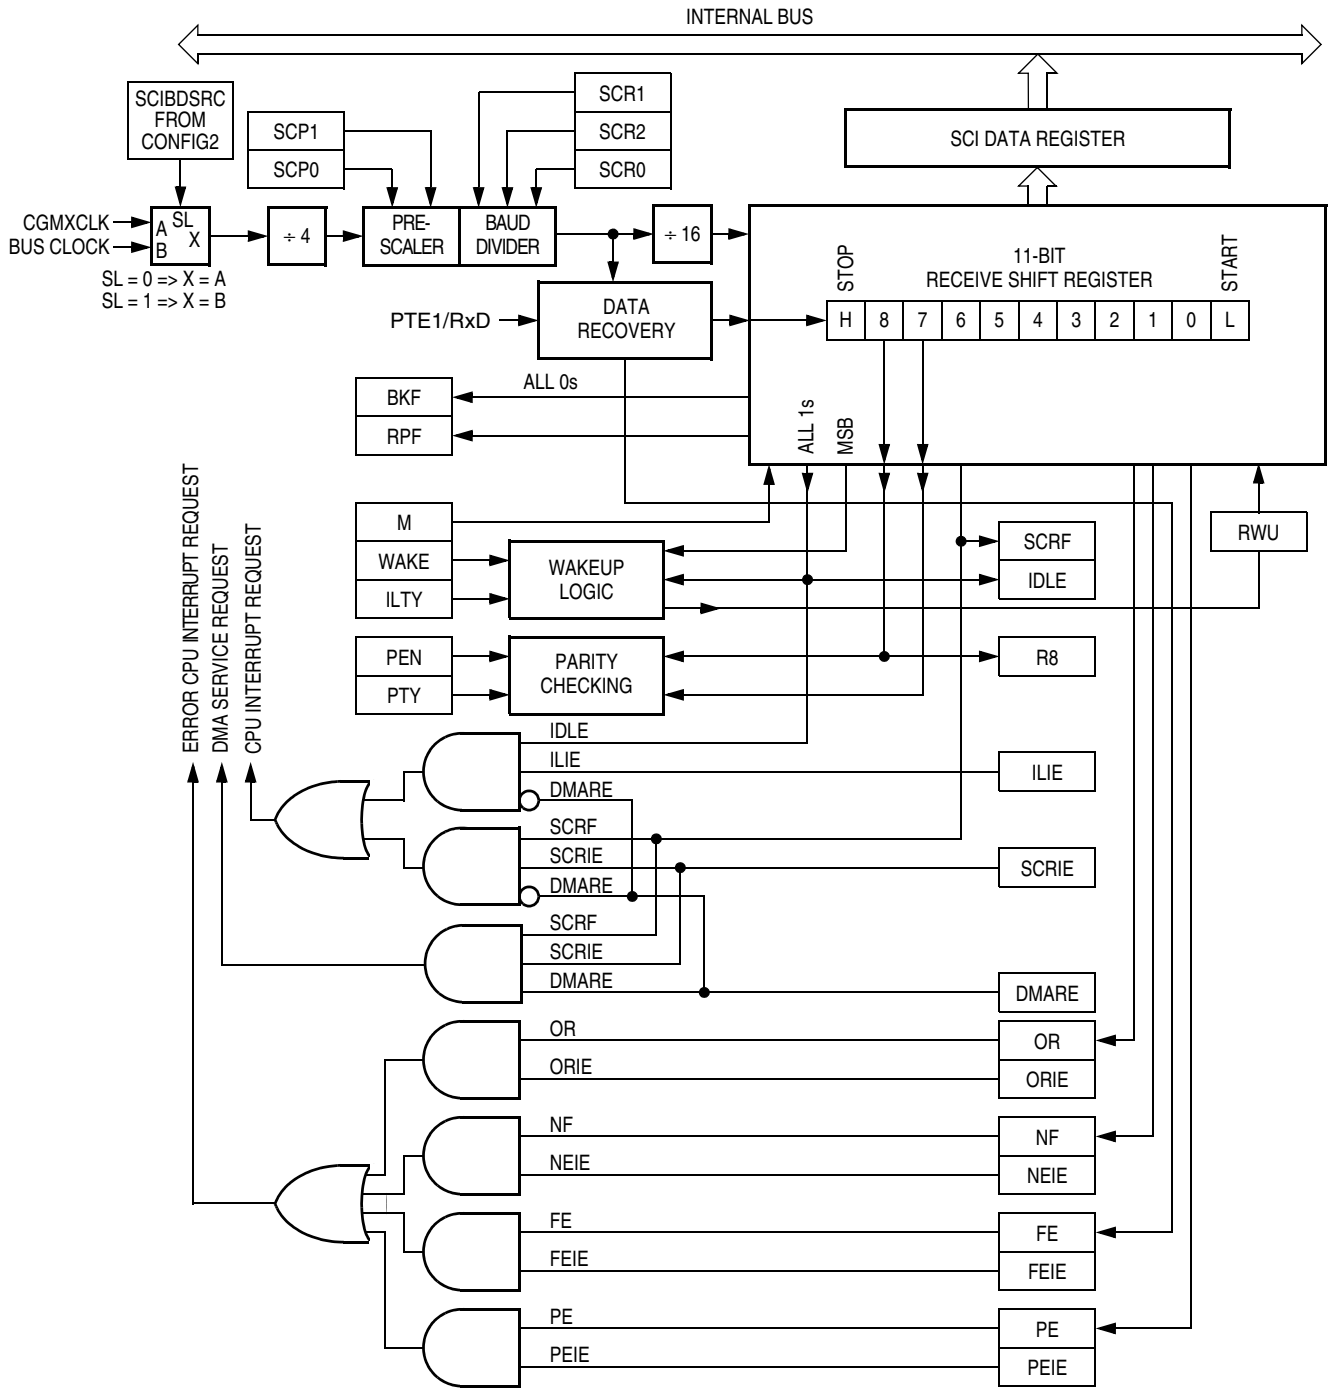 INTERNAL BUS
SCIBDSRC
FROM
CONFIG2
SCP1
SCP0
SCR1
SCR2
SCR0
SCI DATA REGISTER
CGMXCLK
BUS CLOCK
A
B
SL
X
SL = 0 => X = A
SL = 1 => X = B
÷ 4
PRE-
SCALER
BAUD
DIVIDER
÷ 16
STOP
11-BIT
RECEIVE SHIFT REGISTER
START
H 8 7 6 5 4 3 2 1 0 L
PTE1/RxD
DATA
RECOVERY
ALL 0s
BKF
RPF
ALL 1s
MSB
M
WAKE
ILTY
WAKEUP
LOGIC
SCRF
IDLE
RWU
PEN
PTY
PARITY
CHECKING
R8
ERROR CPU INTERRUPT REQUEST
DMA SERVICE REQUEST
CPU INTERRUPT REQUEST
IDLE
ILIE
DMARE
ILIE
SCRF
SCRIE
DMARE
SCRIE
SCRF
SCRIE
DMARE
DMARE
OR
ORIE
OR
ORIE
NF
NEIE
NF
NEIE
FE
FEIE
FE
FEIE
PE
PEIE
PE
PEIE